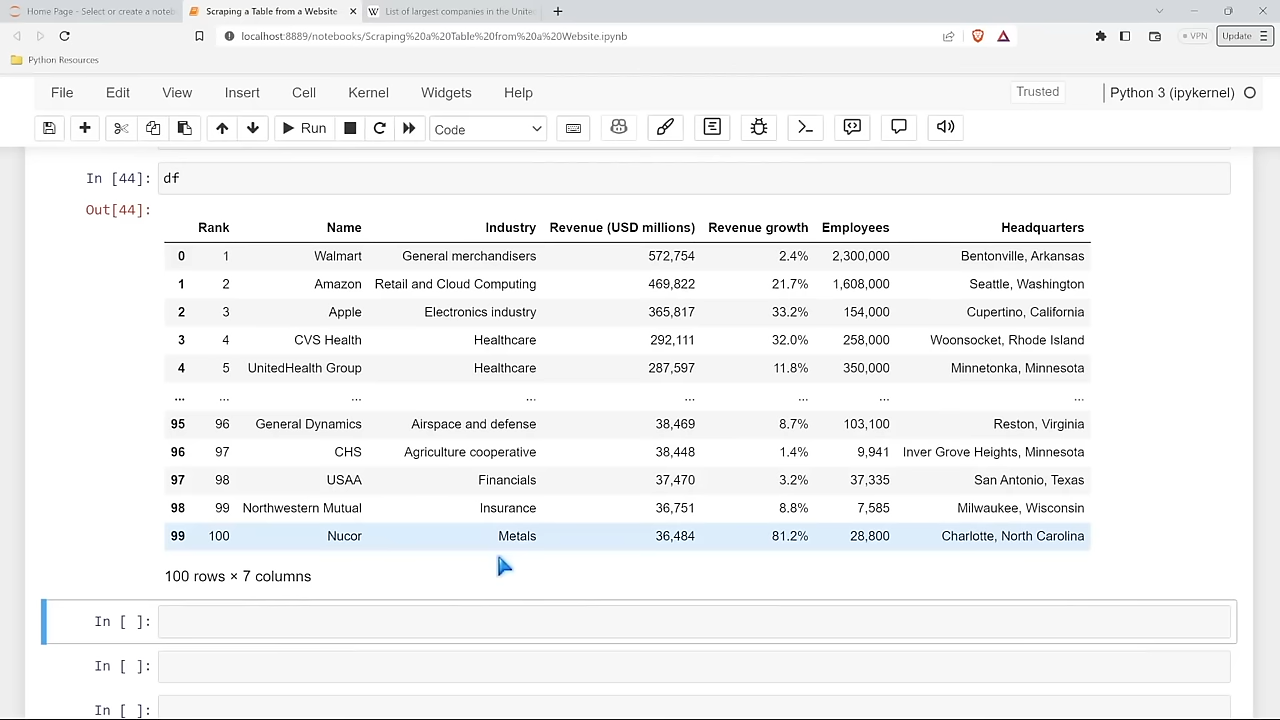 Home Page - Select or create a noteb
Scraping a Table from a Website
List of largest companies in the Unite
localhost:8889/notebooks/Scraping%20a%20Table%20from%20a%20Website.ipynb
VPN
Update
Python Resources
File Edit View Insert Cell Kernel Widgets Help
Trusted
Python 3 (ipykernel)
Run
Code
In [44]: df
Out[44]:
Rank Name Industry Revenue (USD millions) Revenue growth Employees Headquarters
0 1 Walmart General merchandisers 572,754 2.4% 2,300,000 Bentonville, Arkansas
1 2 Amazon Retail and Cloud Computing 469,822 21.7% 1,608,000 Seattle, Washington
2 3 Apple Electronics industry 365,817 33.2% 154,000 Cupertino, California
3 4 CVS Health Healthcare 292,111 32.0% 258,000 Woonsocket, Rhode Island
4 5 UnitedHealth Group Healthcare 287,597 11.8% 350,000 Minnetonka, Minnesota
... ... ... ... ... ... ... ...
95 96 General Dynamics Airspace and defense 38,469 8.7% 103,100 Reston, Virginia
96 97 CHS Agriculture cooperative 38,448 1.4% 9,941 Inver Grove Heights, Minnesota
97 98 USAA Financials 37,470 3.2% 37,335 San Antonio, Texas
98 99 Northwestern Mutual Insurance 36,751 8.8% 7,585 Milwaukee, Wisconsin
99 100 Nucor Metals 36,484 81.2% 28,800 Charlotte, North Carolina
100 rows × 7 columns
In [ ]:
In [ ]:
In [ ]: